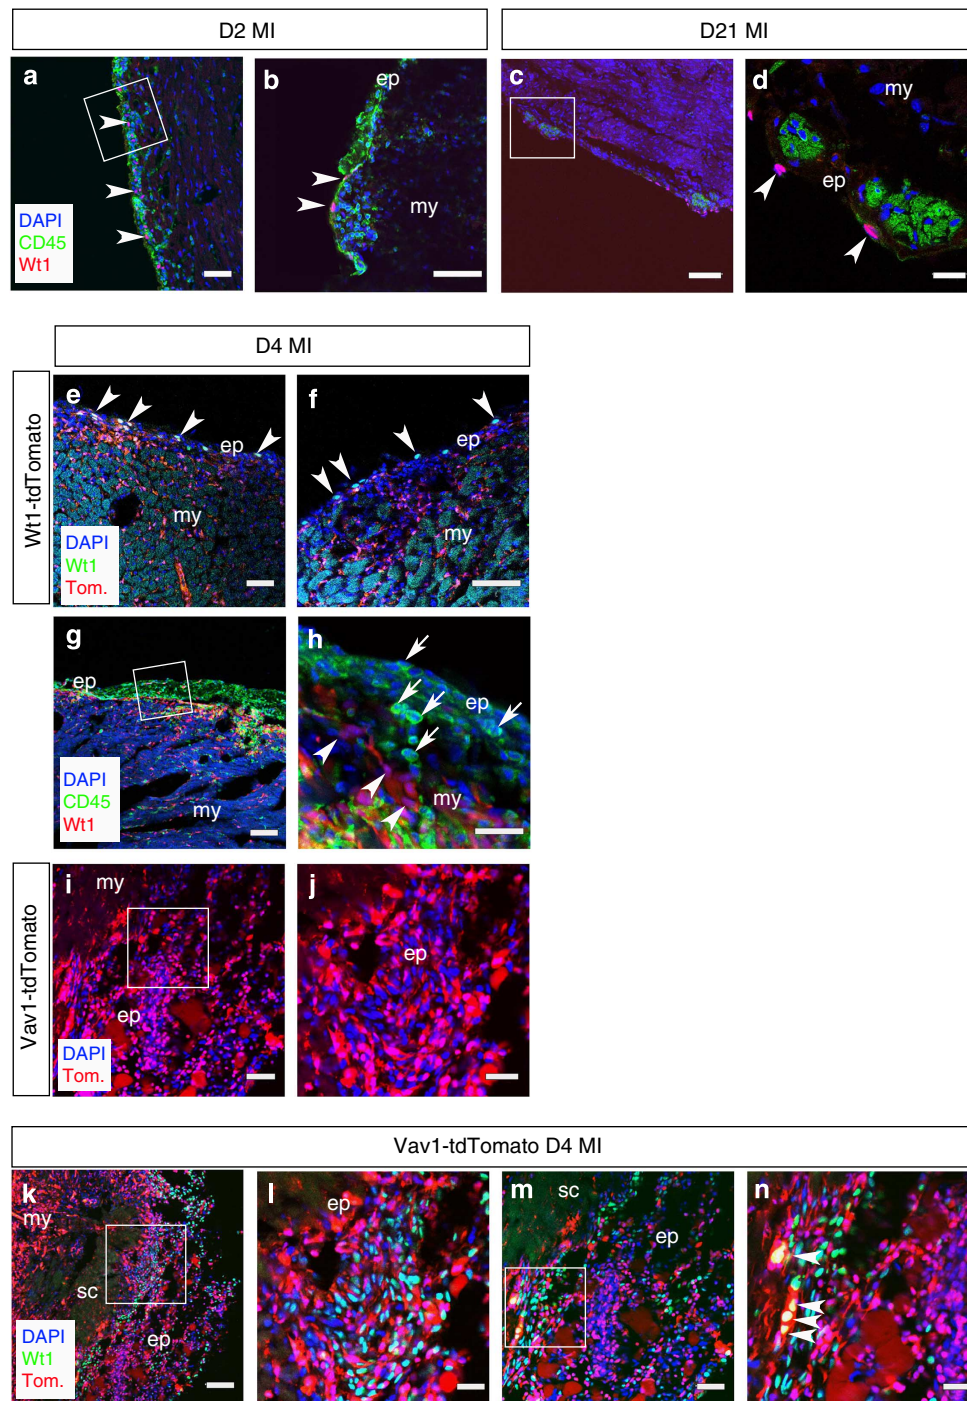 D2 MI
D21 MI
a
b
ep
my
c
d
my
ep
DAPI
CD45
Wt1
D4 MI
Wt1-tdTomato
e
ep
my
DAPI
Wt1
Tom.
f
ep
my
g
ep
my
DAPI
CD45
Wt1
h
ep
my
Vav1-tdTomato
i
my
ep
DAPI
Tom.
j
ep
Vav1-tdTomato D4 MI
k
my
sc
ep
DAPI
Wt1
Tom.
l
ep
m
sc
ep
n